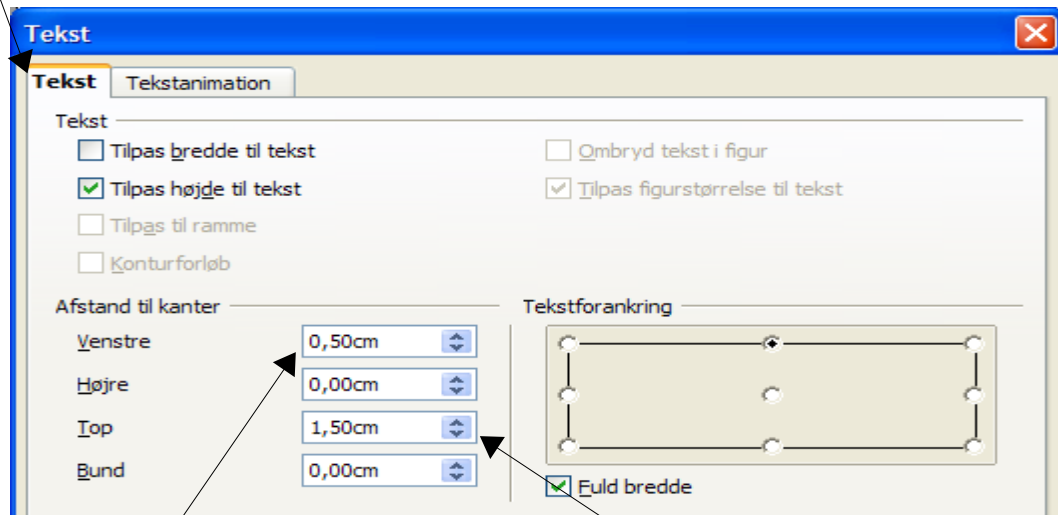 Tekst
Tekst Tekstanimation
Tekst
Tilpas bredde til tekst
Ombryd tekst i figur
Tilpas højde til tekst
Tilpas figurstørrelse til tekst
Tilpas til ramme
Konturforløb
Afstand til kanter
Tekstforankring
Venstre 0,50cm
Højre 0,00cm
Top 1,50cm
Bund 0,00cm
Fuld bredde